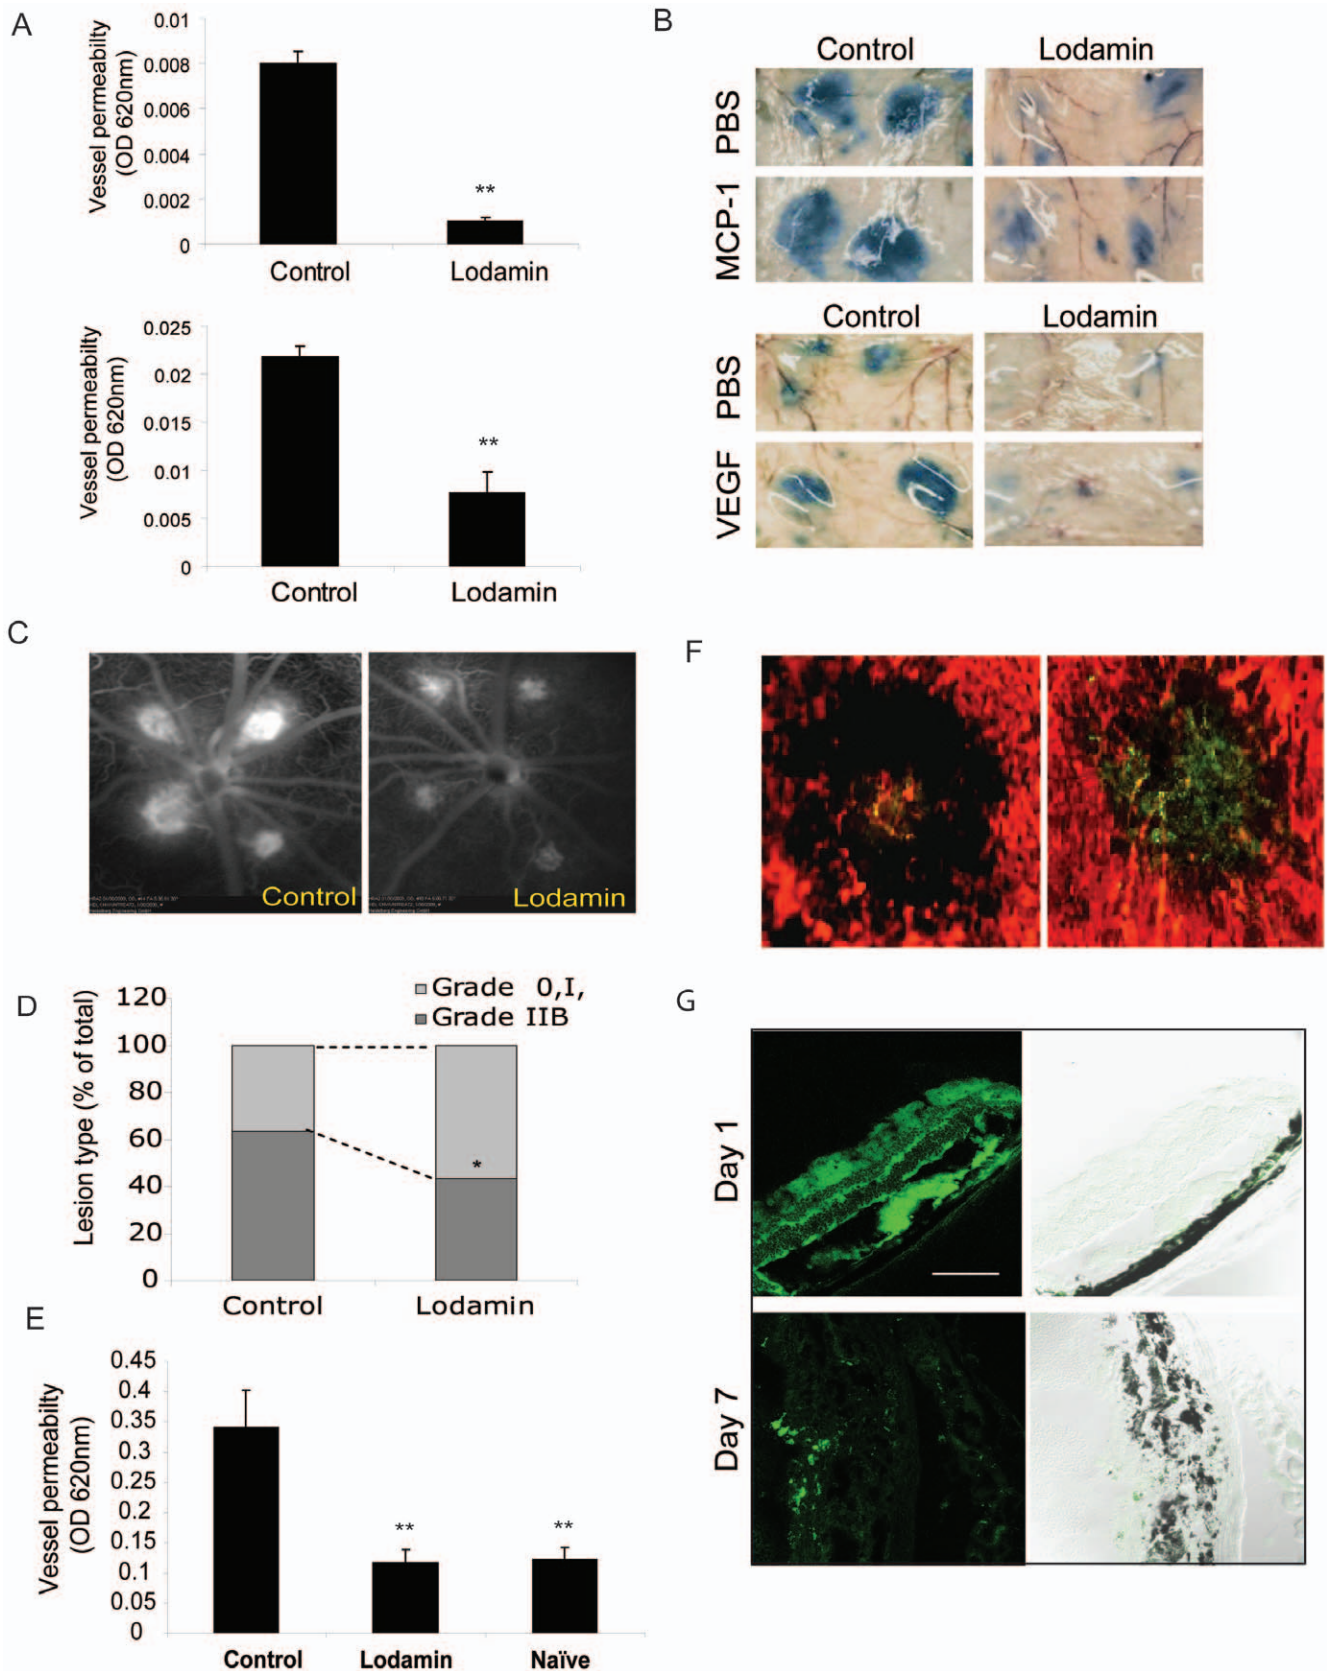 A
Vessel permeabilty
(OD 620nm)
0.01
0.008
0.006
0.004
0.002
0
**
Control
Lodamin
Vessel permeability
(OD 620nm)
0.025
0.02
0.015
0.01
0.005
0
**
Control
Lodamin
B
Control
Lodamin
PBS
MCP-1
Control
Lodamin
PBS
VEGF
C
Control
Lodamin
D
Lesion type (% of total)
Grade 0,I,
Grade IIB
120
100
80
60
40
20
0
*
Control
Lodamin
E
Vessel permeabilty
(OD 620nm)
0.45
0.4
0.35
0.3
0.25
0.2
0.15
0.1
0.05
0
**
**
Control
Lodamin
Naïve
F
G
Day 1
Day 7